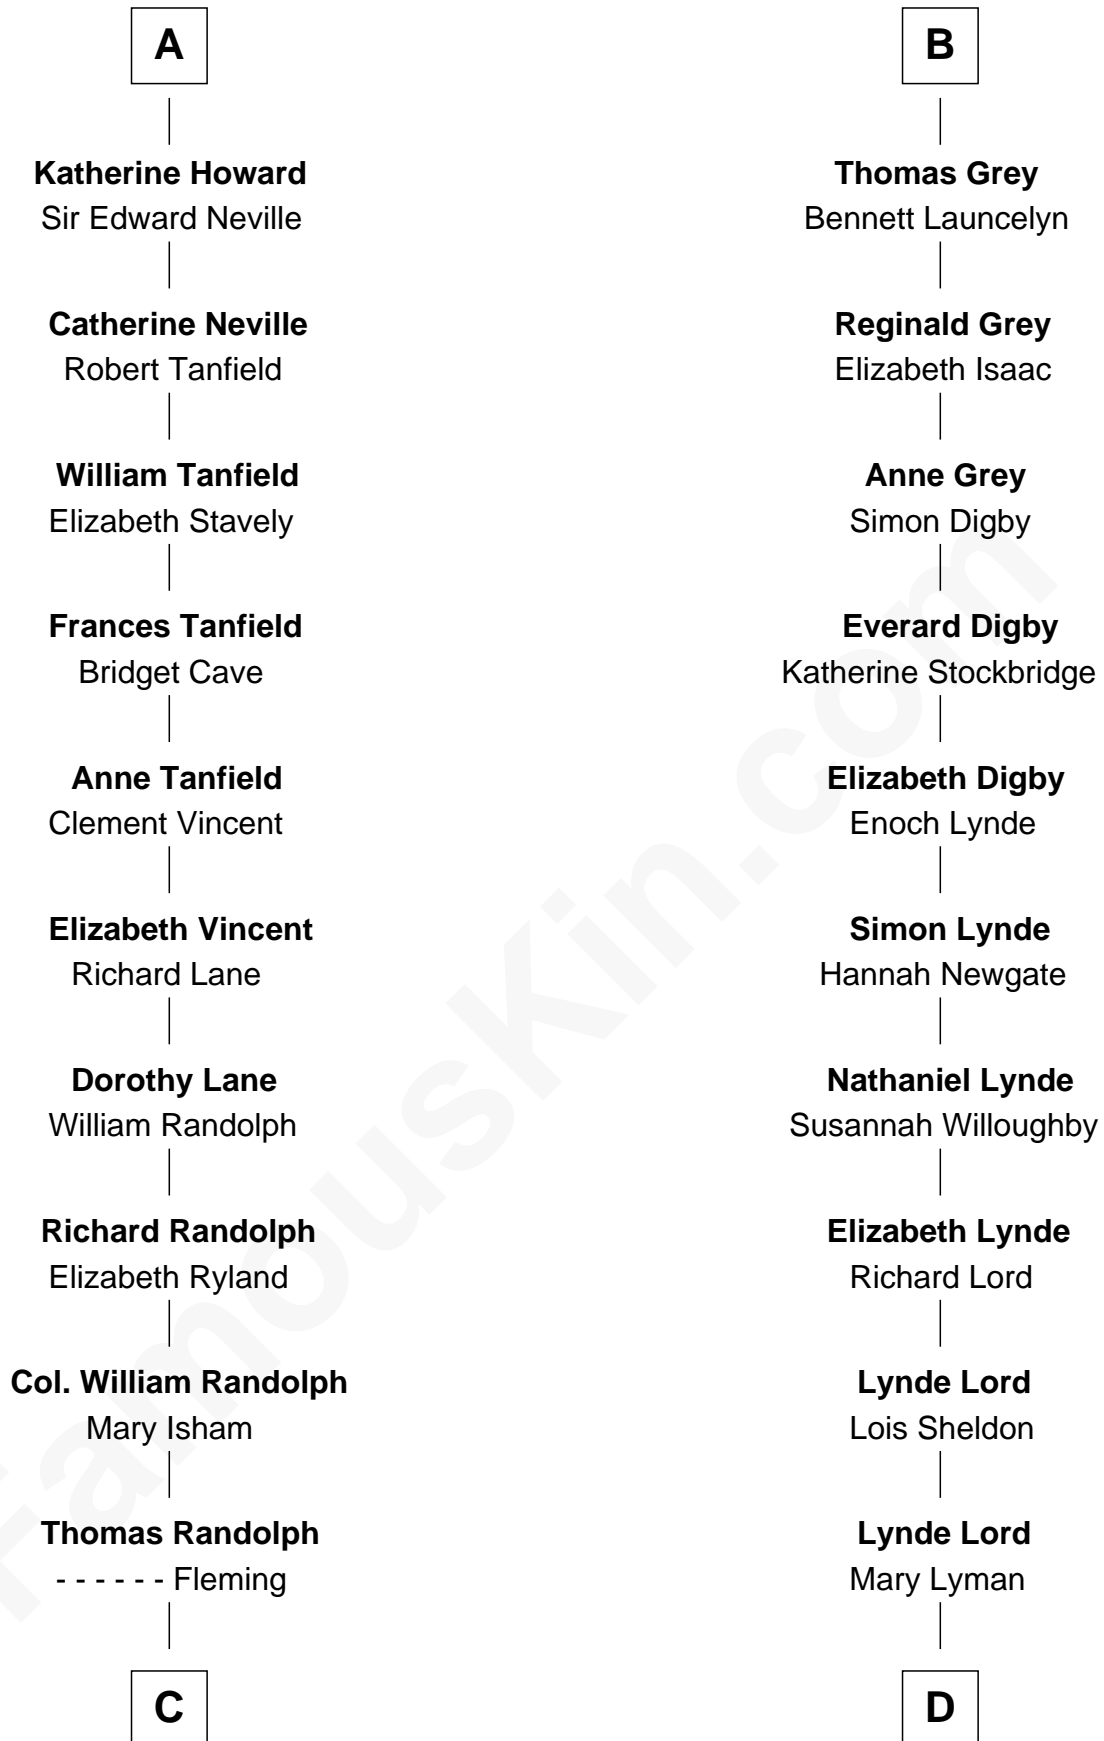 A
Katherine Howard
Sir Edward Neville
Catherine Neville
Robert Tanfield
William Tanfield
Elizabeth Stavely
Frances Tanfield
Bridget Cave
Anne Tanfield
Clement Vincent
Elizabeth Vincent
Richard Lane
Dorothy Lane
William Randolph
Richard Randolph
Elizabeth Ryland
Col. William Randolph
Mary Isham
Thomas Randolph
- - - - - - Fleming
C
B
Thomas Grey
Bennett Launcelyn
Reginald Grey
Elizabeth Isaac
Anne Grey
Simon Digby
Everard Digby
Katherine Stockbridge
Elizabeth Digby
Enoch Lynde
Simon Lynde
Hannah Newgate
Nathaniel Lynde
Susannah Willoughby
Elizabeth Lynde
Richard Lord
Lynde Lord
Lois Sheldon
Lynde Lord
Mary Lyman
D
FamousKin.com